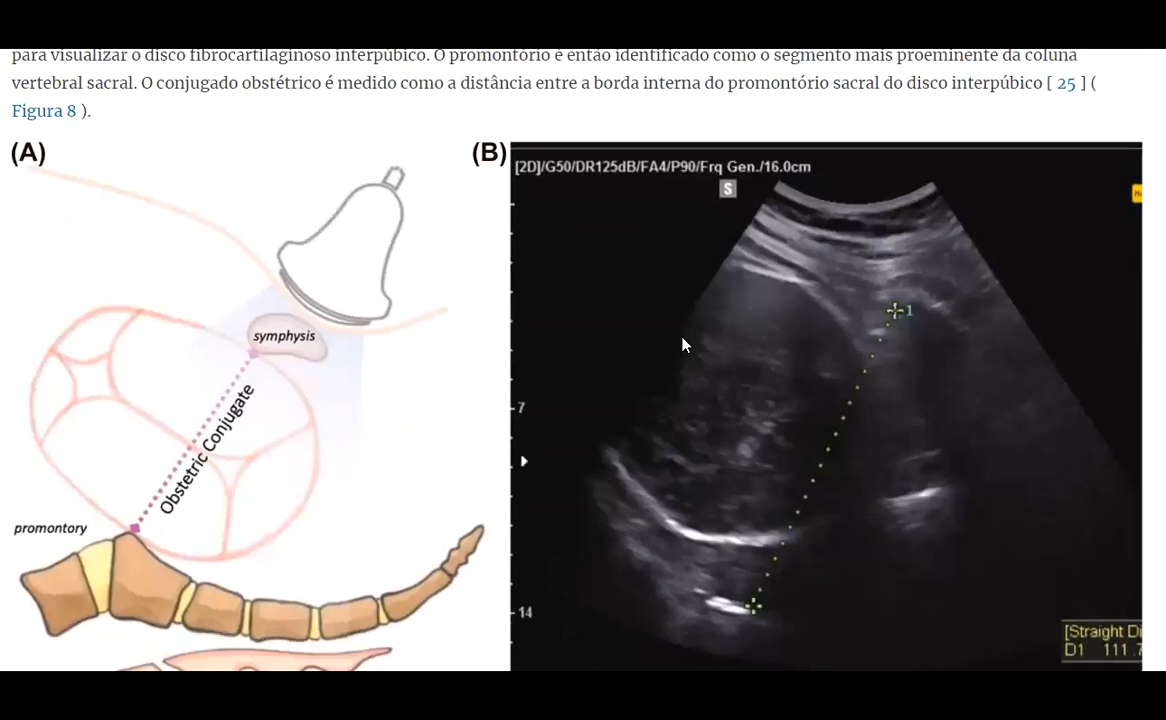 para visualizar o disco fibrocartilaginoso interpúbico. O promontório é então identificado como o segmento mais proeminente da coluna
vertebral sacral. O conjugado obstétrico é medido como a distância entre a borda interna do promontório sacral do disco interpúbico [ 25 ] (
Figura 8 ).
(A)
(B)
[2D]/G50/DR125dB/FA4/P90/Frq Gen./16.0cm
S
1
symphysis
Obstetric Conjugate
promontory
7
14
[Straight Di
D1 111.7